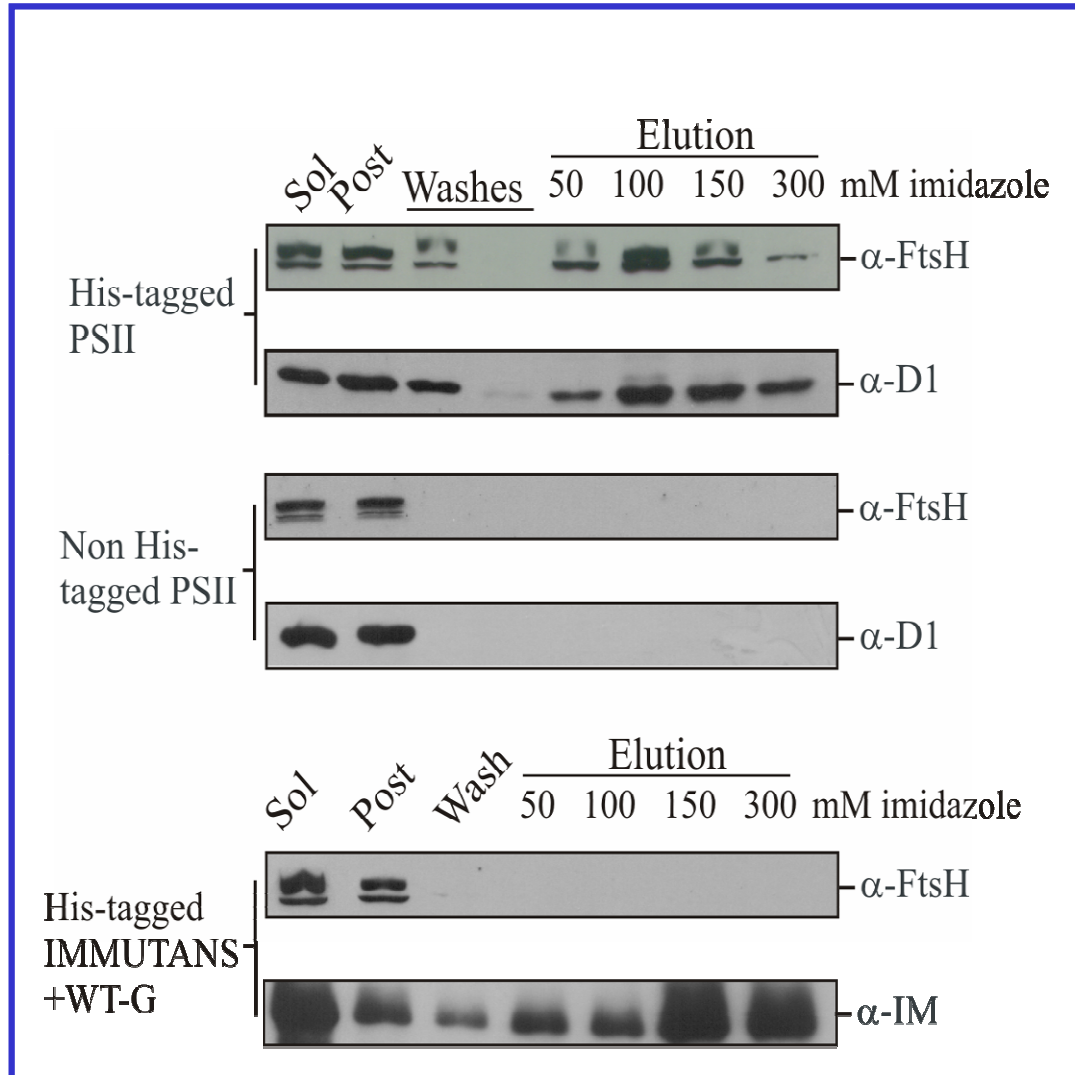 Elution
Sol Post Washes 50 100 150 300 mM imidazole
α-FtsH
His-tagged
PSII
α-D1
α-FtsH
Non His-
tagged PSII
α-D1
Elution
Sol Post Wash 50 100 150 300 mM imidazole
α-FtsH
His-tagged
IMMUTANS
+WT-G
α-IM